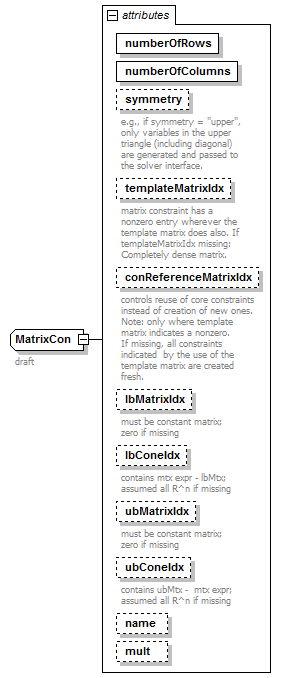 attributes
numberOfRows
numberOfColumns
symmetry
e.g., if symmetry = "upper",
only variables in the upper
triangle (including diagonal)
are generated and passed to
the solver interface.
templateMatrixIdx
matrix constraint has a
nonzero entry wherever the
template matrix does also. If
templateMatrixIdx missing:
Completely dense matrix.
conReferenceMatrixIdx
controls reuse of core constraints
instead of creation of new ones.
Note: only where template
matrix indicates a nonzero.
If missing, all constraints
indicated by the use of the
template matrix are created
fresh.
MatrixCon
draft
lbMatrixIdx
must be constant matrix;
zero if missing
lbConeIdx
contains mtx expr - lbMtx;
assumed all R^n if missing
ubMatrixIdx
must be constant matrix;
zero if missing
ubConeIdx
contains ubMtx - mtx expr;
assumed all R^n if missing
name
mult